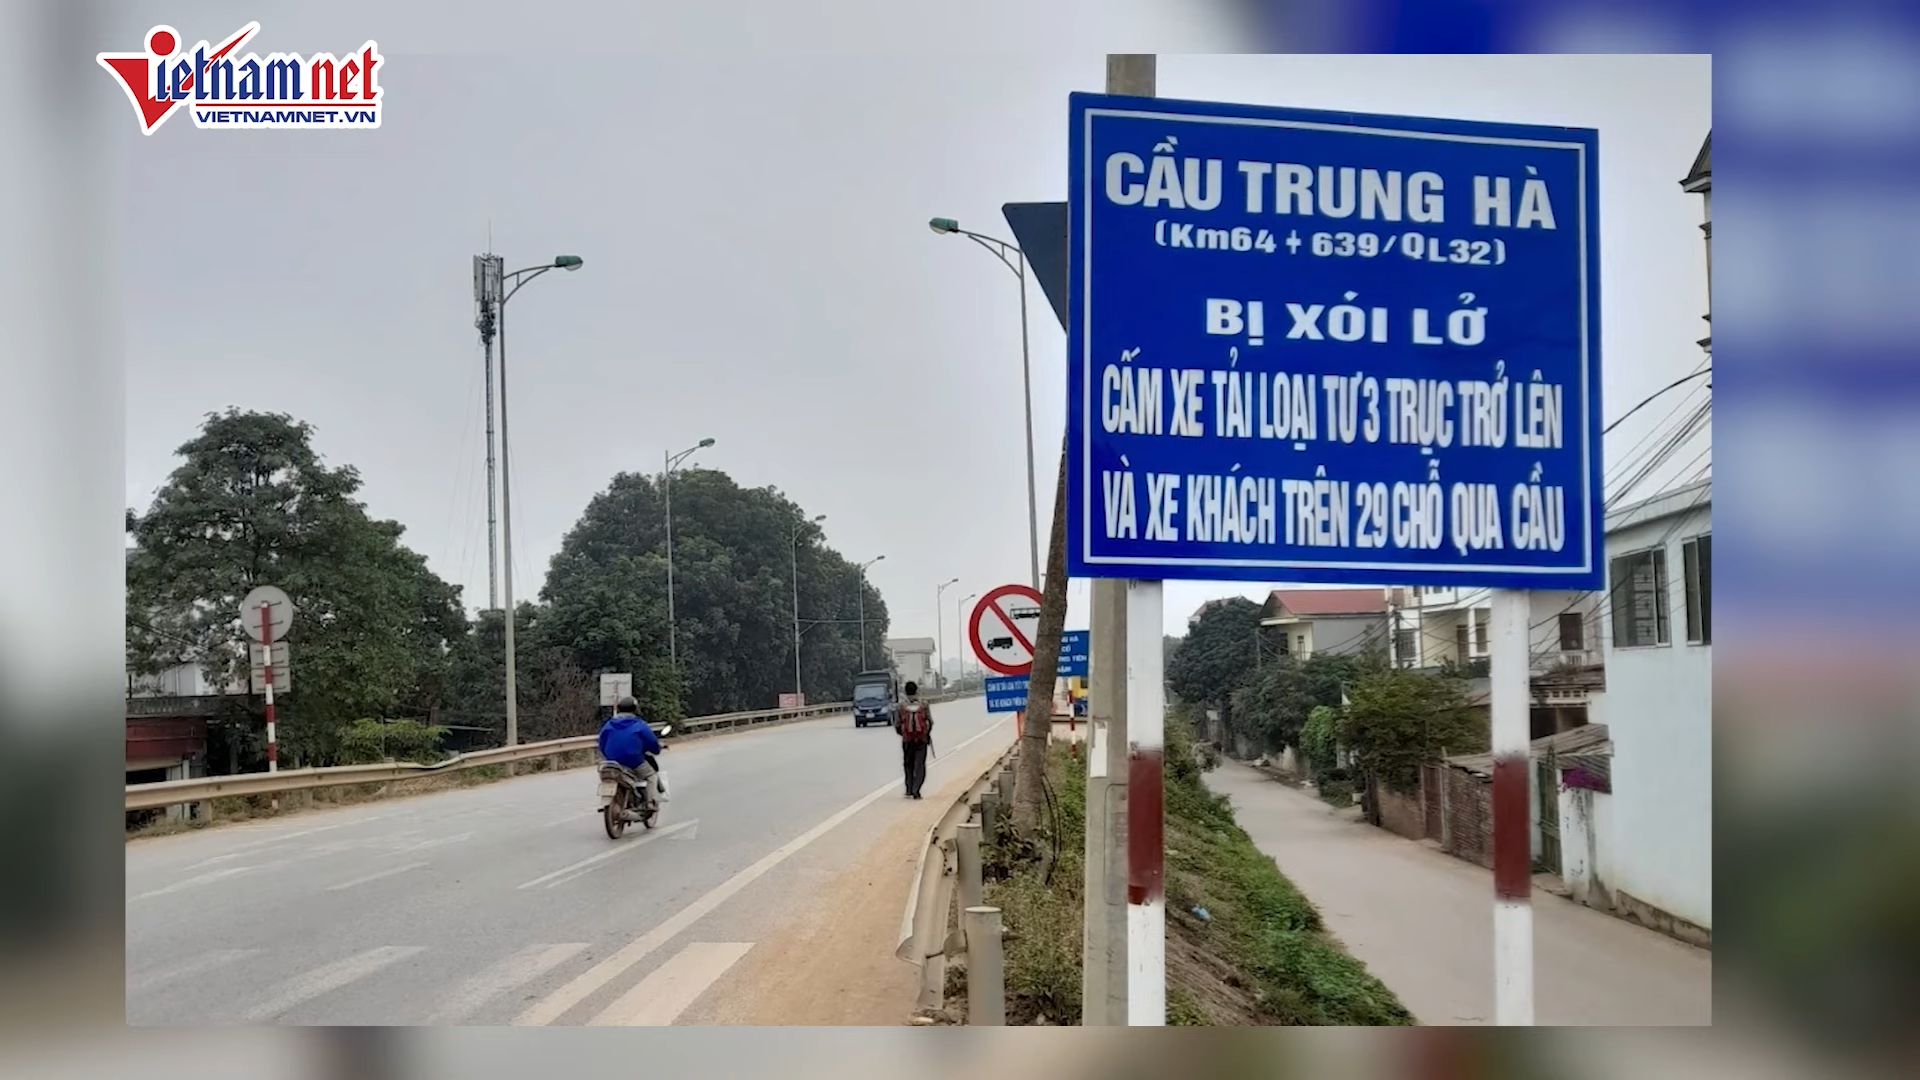 Vietnamnet
VIETNAMNET.VN
CẦU TRUNG HÀ
(Km64 + 639/QL32)
BỊ XÓI LỞ
CẤM XE TẢI LOẠI TƯ 3 TRỤC TRỞ LÊN
VÀ XE KHÁCH TRÊN 29 CHỖ QUA CẦU